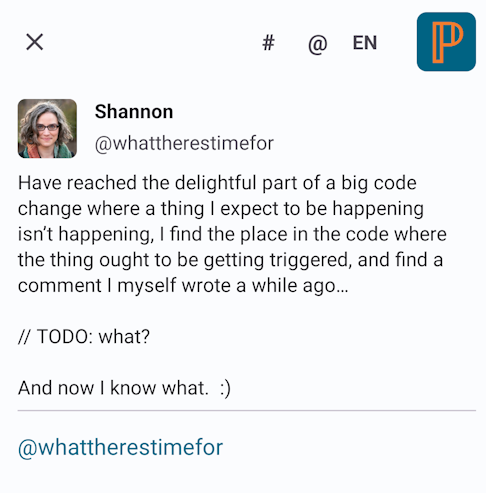 # @ EN P
Shannon
@whattherestimefor
Have reached the delightful part of a big code
change where a thing I expect to be happening
isn’t happening, I find the place in the code where
the thing ought to be getting triggered, and find a
comment I myself wrote a while ago…
// TODO: what?
And now I know what.  :)
@whattherestimefor